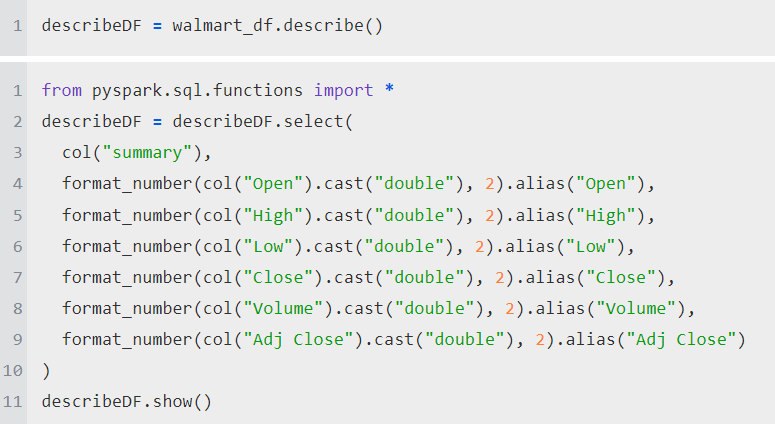 1 describeDF = walmart_df.describe()
1 from pyspark.sql.functions import *
2 describeDF = describeDF.select(
3   col("summary"),
4   format_number(col("Open").cast("double"), 2).alias("Open"),
5   format_number(col("High").cast("double"), 2).alias("High"),
6   format_number(col("Low").cast("double"), 2).alias("Low"),
7   format_number(col("Close").cast("double"), 2).alias("Close"),
8   format_number(col("Volume").cast("double"), 2).alias("Volume"),
9   format_number(col("Adj Close").cast("double"), 2).alias("Adj Close")
10 )
11 describeDF.show()